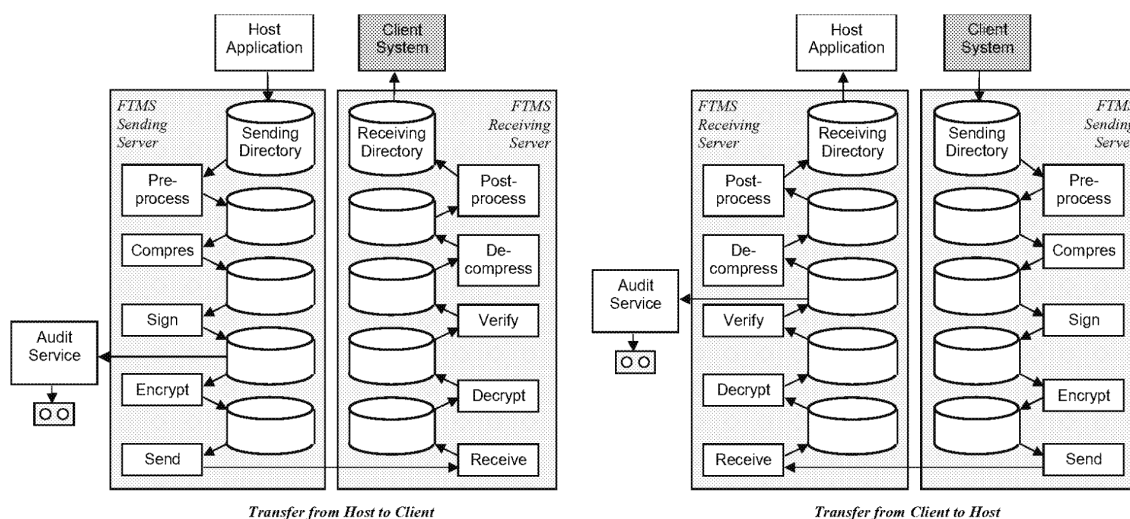 Host
Application
Client
System
FTMS
Sending
Server
Sending
Directory
Receiving
Directory
FTMS
Receiving
Server
Pre-
process
Post-
process
Compres
De-
compress
Sign
Verify
Audit
Service
Encrypt
Decrypt
Send
Receive
Transfer from Host to Client
Host
Application
Client
System
FTMS
Receiving
Server
Receiving
Directory
Sending
Directory
FTMS
Sending
Server
Post-
process
Pre-
process
De-
compress
Compres
Audit
Service
Verify
Sign
Decrypt
Encrypt
Receive
Send
Transfer from Client to Host